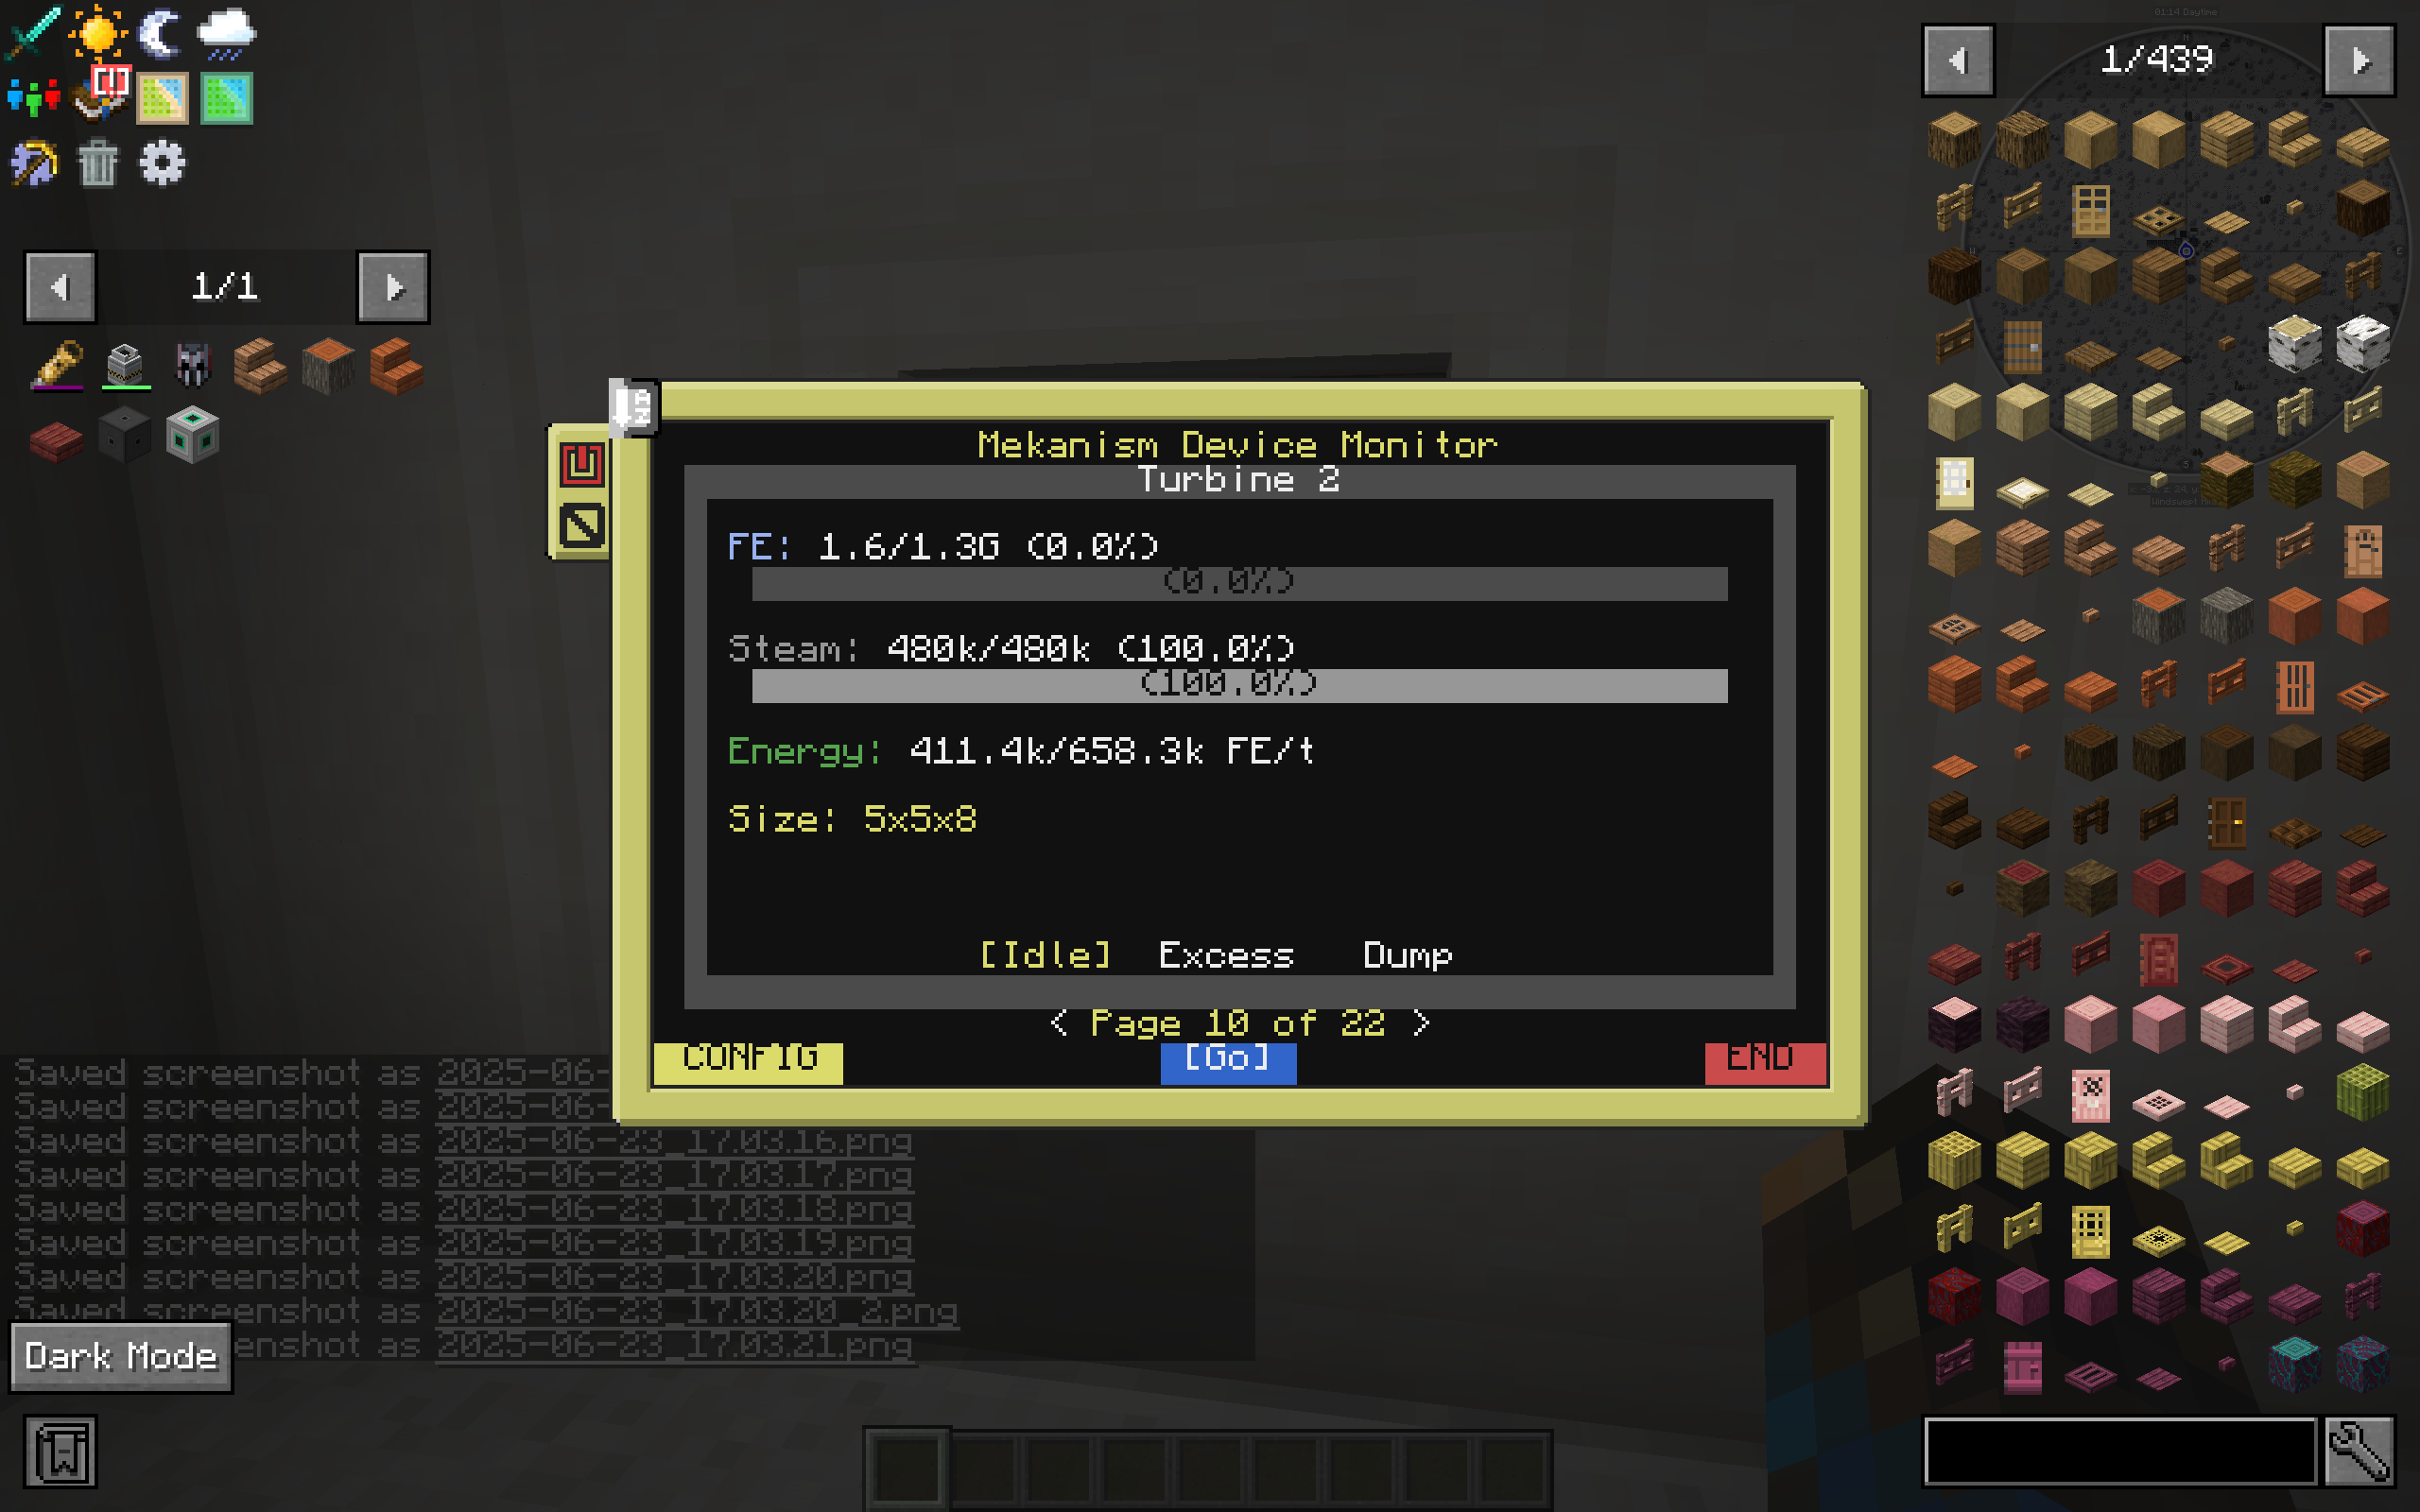 01:14 Daytime
1/439
1/1
Mekanism Device Monitor
Turbine 2
FE: 1.6/1.3G (0.0%)
(0.0%)
Steam: 480k/480k (100.0%)
(100.0%)
Energy: 411.4k/658.3k FE/t
Size: 5x5x8
[Idle] Excess Dump
< Page 10 of 22 >
CONFIG [Go] END
Saved screenshot as 2025-06-
Saved screenshot as 2025-06-
Saved screenshot as 2025-06-23_17.03.16.png
Saved screenshot as 2025-06-23_17.03.17.png
Saved screenshot as 2025-06-23_17.03.18.png
Saved screenshot as 2025-06-23_17.03.19.png
Saved screenshot as 2025-06-23_17.03.20.png
Saved screenshot as 2025-06-23_17.03.20_2.png
eenshot as 2025-06-23_17.03.21.png
Dark Mode